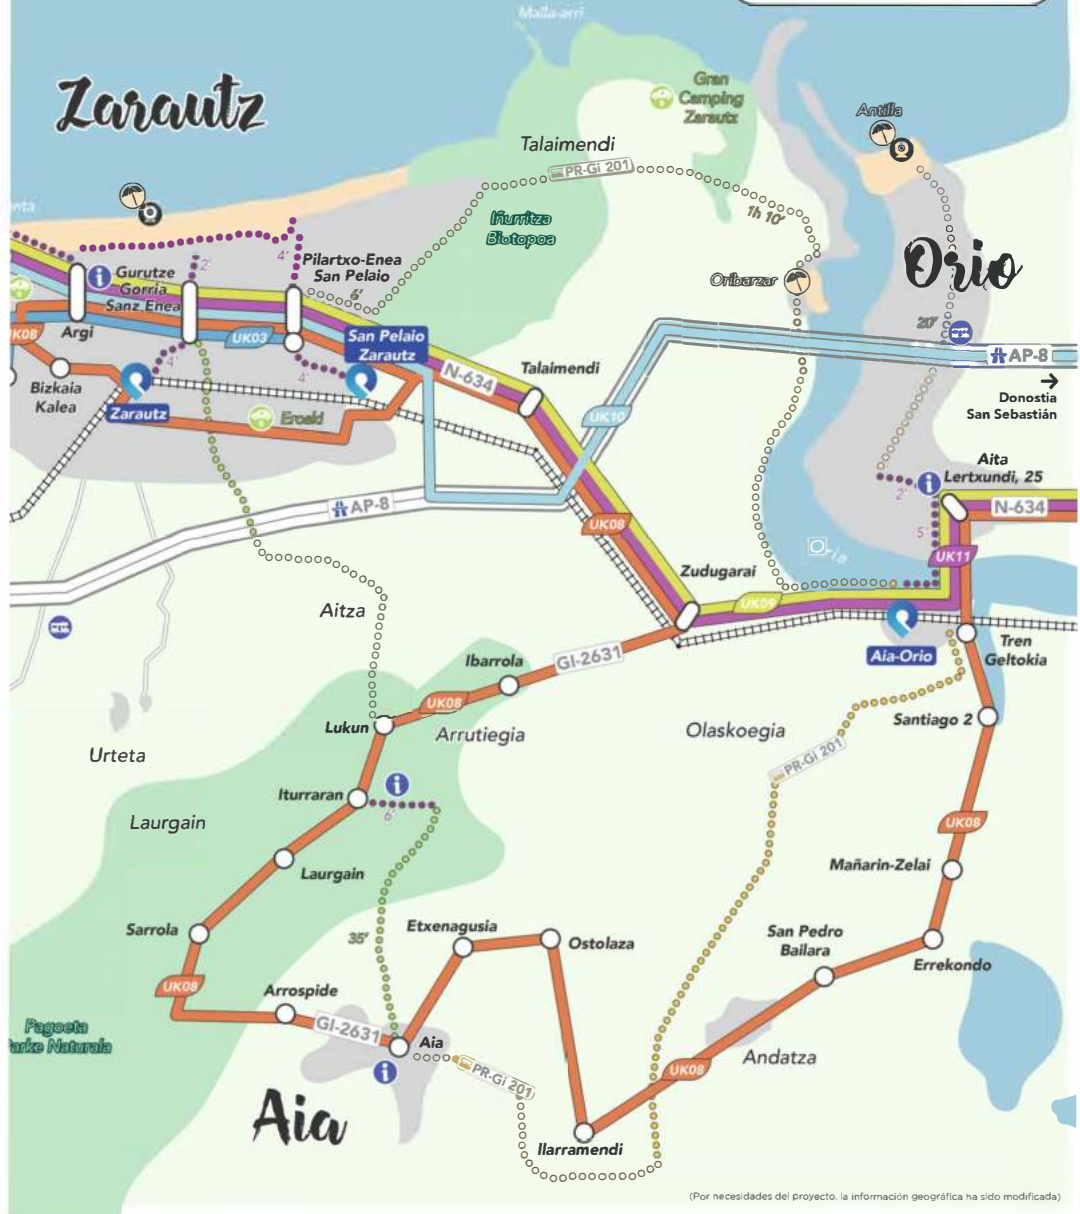 Malla-arri
Zarautz
Gran
Camping
Zarautz
Antilla
Talaimendi
PR-Gi 201
1h 10'
Iñurritza
Biotopoa
Orio
Oribarzar
20'
2'
4'
Pilartxo-Enea
San Pelaio
6'
Gurutze
Gorria
Sanz Enea
Argi
UK08
UK03
San Pelaio
Zarautz
4'
4'
N-634
Talaimendi
AP-8
Donostia
San Sebastián
Bizkaia
Kalea
Zarautz
Eroski
UK10
Aita
Lertxundi, 25
2'
N-634
AP-8
UK08
5'
UK11
Oria
Zudugarai
UK09
Aitza
Aia-Orio
Tren
Geltokia
Ibarrola
GI-2631
UK08
Lukun
Arrutiegia
Olaskoegia
Santiago 2
PR-Gi 201
Urteta
Iturraran
6'
Laurgain
UK08
Laurgain
Mañarin-Zelai
Sarrola
35'
Etxenagusia
Ostolaza
San Pedro
Bailara
Errekondo
UK08
Arrospide
GI-2631
Pagoeta
Parke Naturala
Aia
PR-Gi 201
UK08
Andatza
Aia
Ilarramendi
(Por necesidades del proyecto, la información geográfica ha sido modificada)